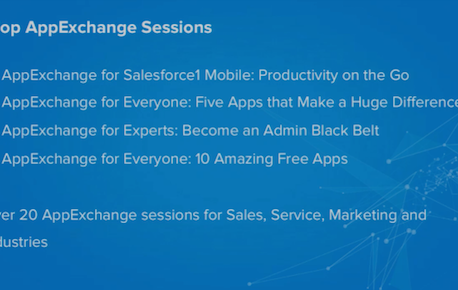 op AppExchange Sessions
AppExchange for Salesforce1 Mobile: Productivity on the Go
AppExchange for Everyone: Five Apps that Make a Huge Difference
AppExchange for Experts: Become an Admin Black Belt
AppExchange for Everyone: 10 Amazing Free Apps
er 20 AppExchange sessions for Sales, Service, Marketing and
dustries